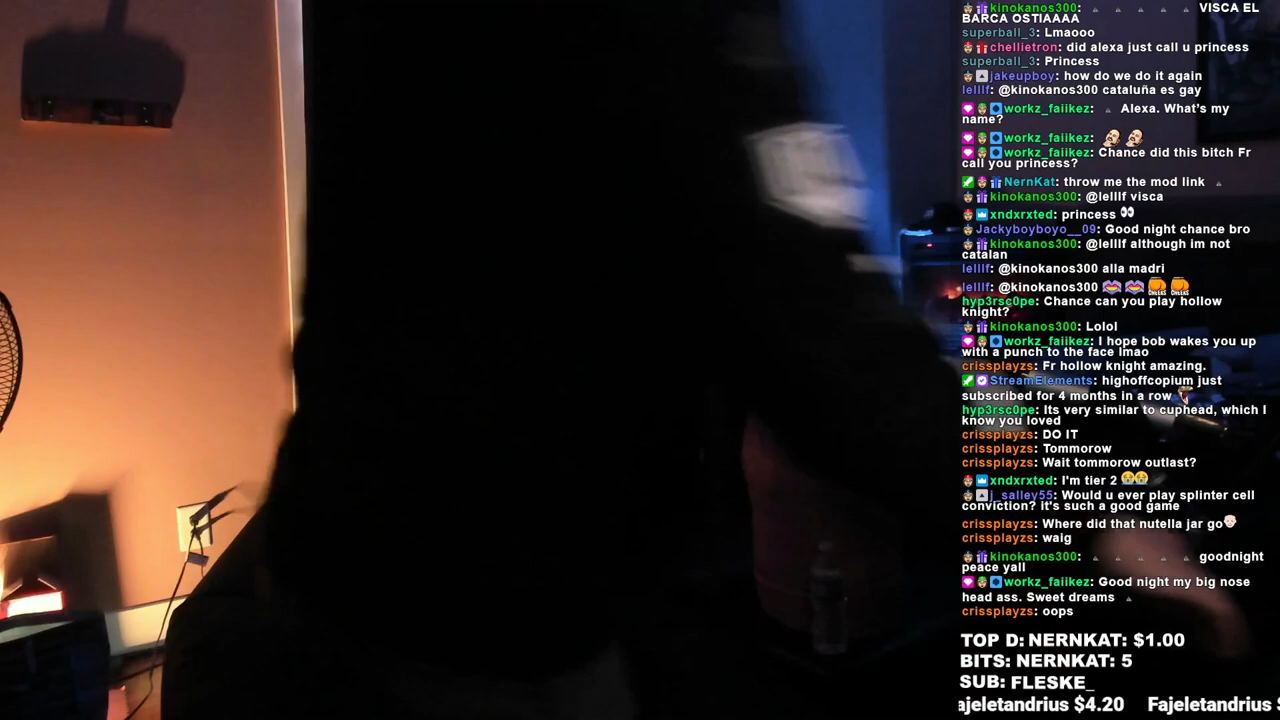 kinokanos300: VISCA EL
BARCA OSTIAAAA
superball_3: Lmaooo
chellietron: did alexa just call u princess
superball_3: Princess
jakeupboy: how do we do it again
lelllf: @kinokanos300 cataluña es gay
workz_faiikez: Alexa. What's my
name?
workz_faiikez:
workz_faiikez: Chance did this bitch Fr
call you princess?
NernKat: throw me the mod link
kinokanos300: @lelllf visca
xndxrxted: princess
Jackyboyboyo__09: Good night chance bro
kinokanos300: @lelllf although im not
catalan
lelllf: @kinokanos300 alla madri
lelllf: @kinokanos300
hyp3rsc0pe: Chance can you play hollow
knight?
kinokanos300: Lolol
workz_faiikez: I hope bob wakes you up
with a punch to the face lmao
crissplayzs: Fr hollow knight amazing.
StreamElements: highoffcopium just
subscribed for 4 months in a row
hyp3rsc0pe: Its very similar to cuphead, which I
know you loved
crissplayzs: DO IT
crissplayzs: Tommorow
crissplayzs: Wait tommorow outlast?
xndxrxted: I'm tier 2
j_salley55: Would u ever play splinter cell
conviction? it's such a good game
crissplayzs: Where did that nutella jar go
crissplayzs: waig
kinokanos300: goodnight
peace yall
workz_faiikez: Good night my big nose
head ass. Sweet dreams
crissplayzs: oops
TOP D: NERNKAT: $1.00
BITS: NERNKAT: 5
SUB: FLESKE_
ajeletandrius $4.20 Fajeletandrius $